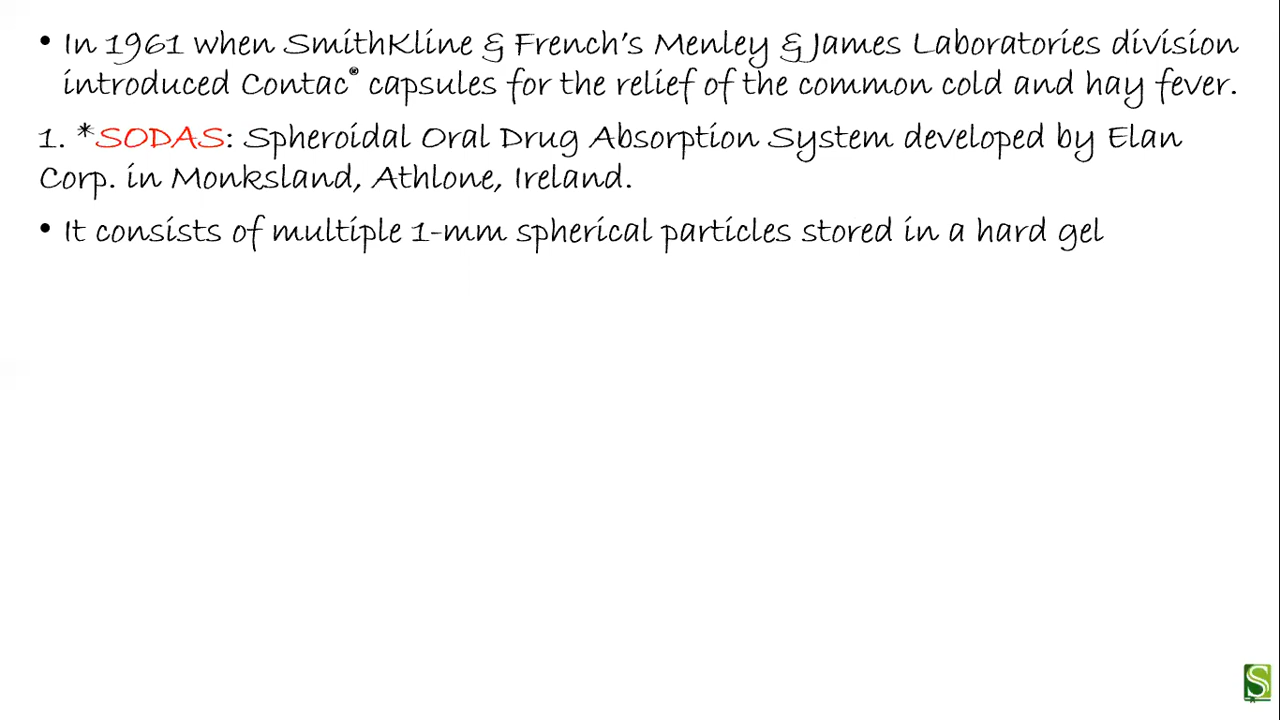 • In 1961 when SmithKline & French's Menley & James Laboratories division
introduced Contac® capsules for the relief of the common cold and hay fever.
1. *SODAS: Spheroidal Oral Drug Absorption System developed by Elan
Corp. in Monksland, Athlone, Ireland.
• It consists of multiple 1-mm spherical particles stored in a hard gel
S